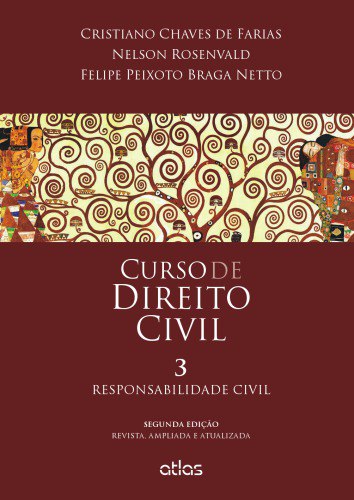 Cristiano Chaves de Farias
Nelson Rosenvald
Felipe Peixoto Braga Netto
Curso de
Direito
Civil
3
Responsabilidade Civil
Segunda Edição
Revista, Ampliada e Atualizada
atlas